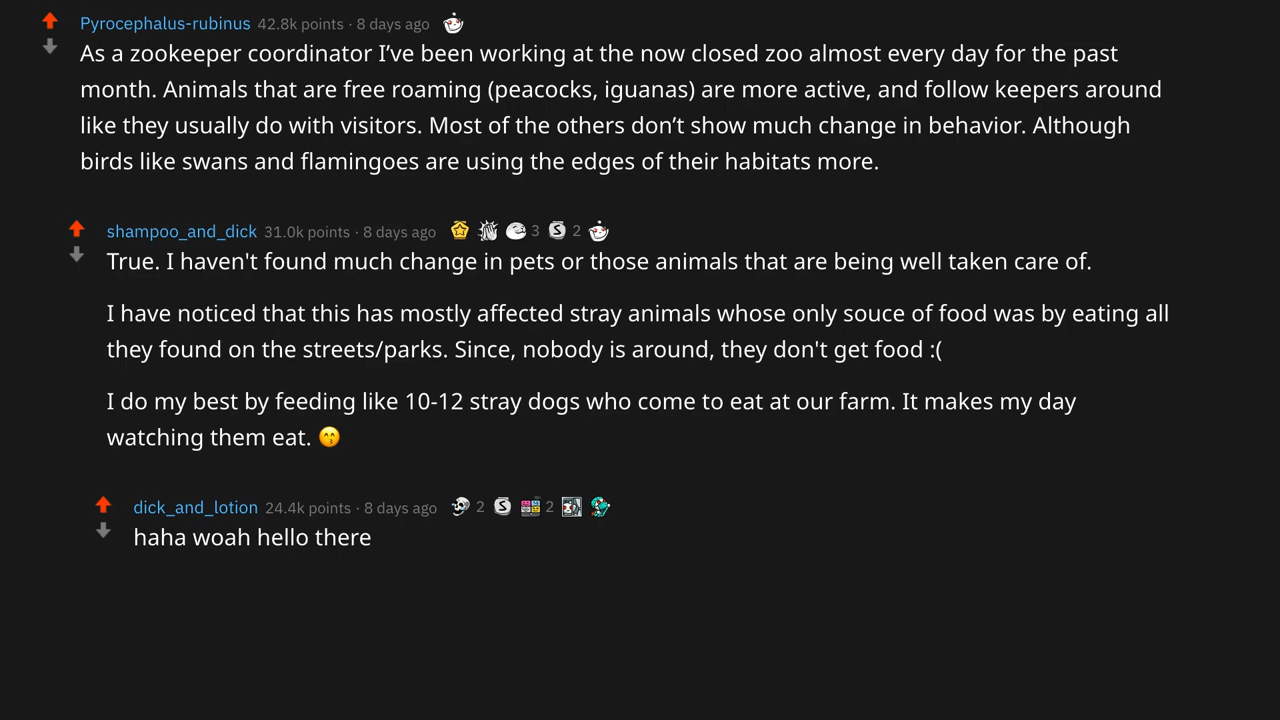 Pyrocephalus-rubinus 42.8k points · 8 days ago
As a zookeeper coordinator I’ve been working at the now closed zoo almost every day for the past
month. Animals that are free roaming (peacocks, iguanas) are more active, and follow keepers around
like they usually do with visitors. Most of the others don’t show much change in behavior. Although
birds like swans and flamingoes are using the edges of their habitats more.
shampoo_and_dick 31.0k points · 8 days ago 3 2
True. I haven't found much change in pets or those animals that are being well taken care of.
I have noticed that this has mostly affected stray animals whose only souce of food was by eating all
they found on the streets/parks. Since, nobody is around, they don't get food :(
I do my best by feeding like 10-12 stray dogs who come to eat at our farm. It makes my day
watching them eat. 😙
dick_and_lotion 24.4k points · 8 days ago 2 2
haha woah hello there